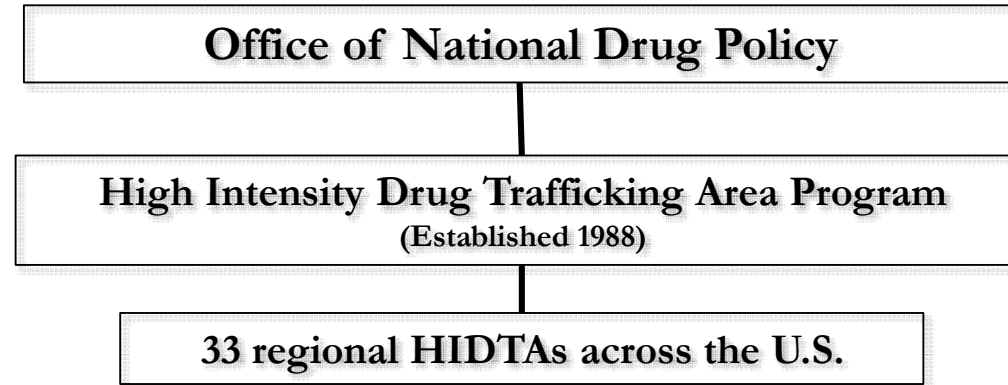 Office of National Drug Policy
High Intensity Drug Trafficking Area Program
(Established 1988)
33 regional HIDTAs across the U.S.